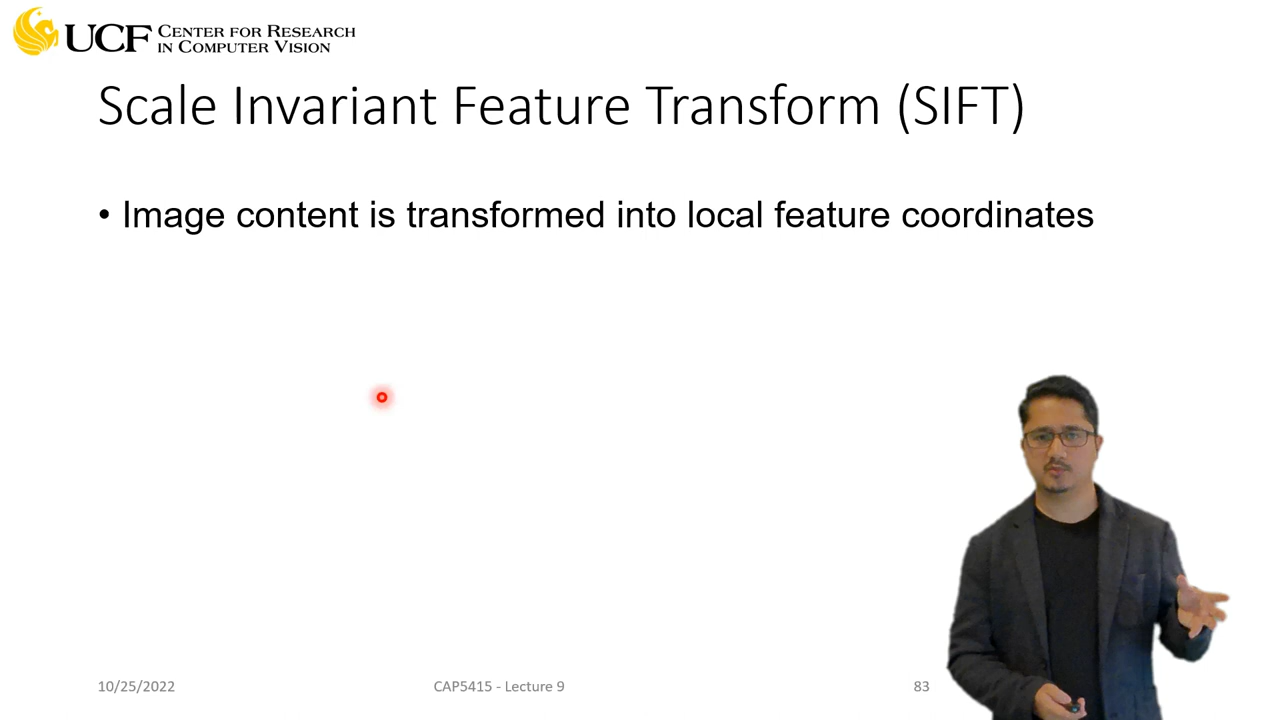 UCF CENTER FOR RESEARCH
IN COMPUTER VISION
Scale Invariant Feature Transform (SIFT)
• Image content is transformed into local feature coordinates
10/25/2022
CAP5415 - Lecture 9
83